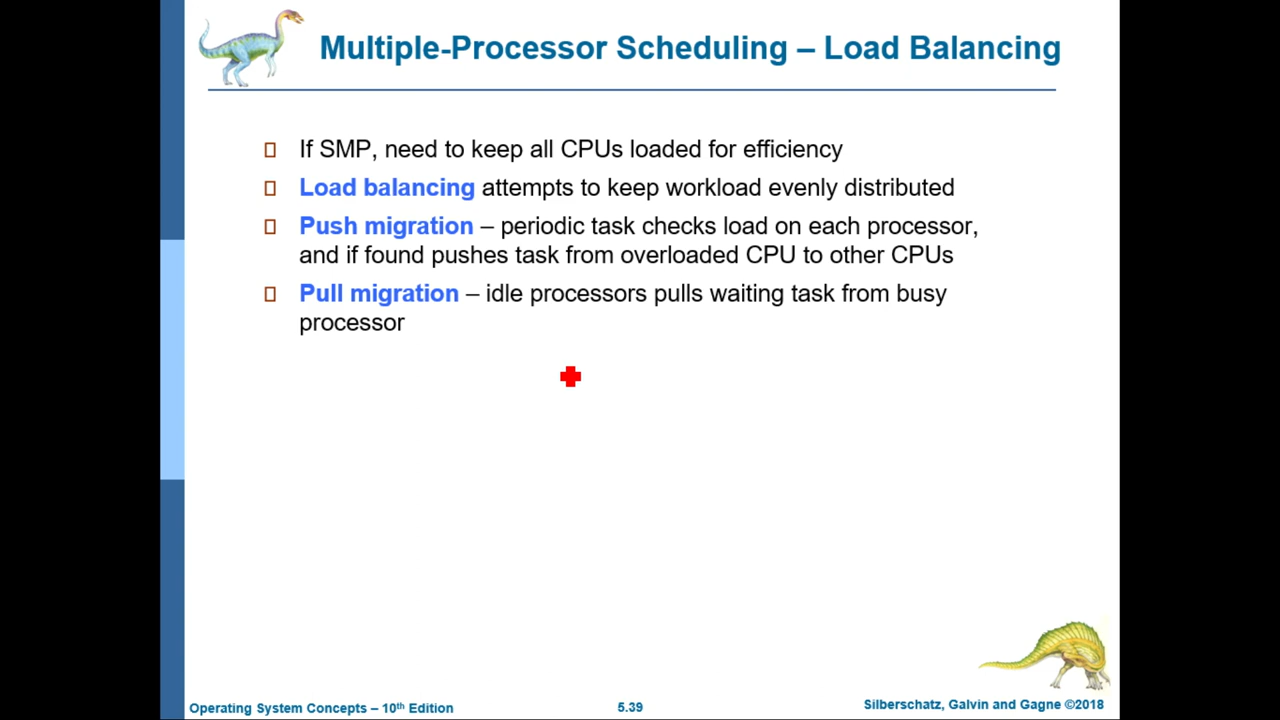 Multiple-Processor Scheduling – Load Balancing
If SMP, need to keep all CPUs loaded for efficiency
Load balancing attempts to keep workload evenly distributed
Push migration – periodic task checks load on each processor,
and if found pushes task from overloaded CPU to other CPUs
Pull migration – idle processors pulls waiting task from busy
processor
Operating System Concepts – 10th Edition
5.39
Silberschatz, Galvin and Gagne ©2018